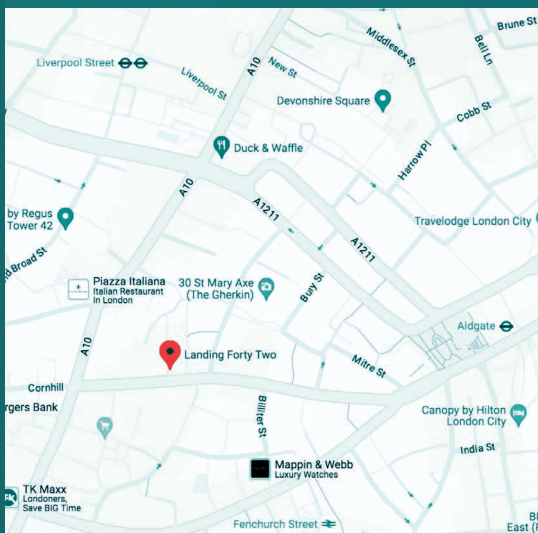 Brune St
Middlesex St
Bell Ln
Liverpool Street
A10
New St
Liverpool St
Devonshire Square
Cobb St
Duck & Waffle
Harrow Pl
A10
A1211
by Regus
Tower 42
Travelodge London City
A1211
nd Broad St
Piazza Italiana
Italian Restaurant
In London
30 St Mary Axe
(The Gherkin)
Bury St
Aldgate
A10
Landing Forty Two
Mitre St
Cornhill
rgers Bank
Billiter St
Canopy by Hilton
London City
India St
Mappin & Webb
Luxury Watches
TK Maxx
Londoners,
Save BIG Time
Fenchurch Street
East (F